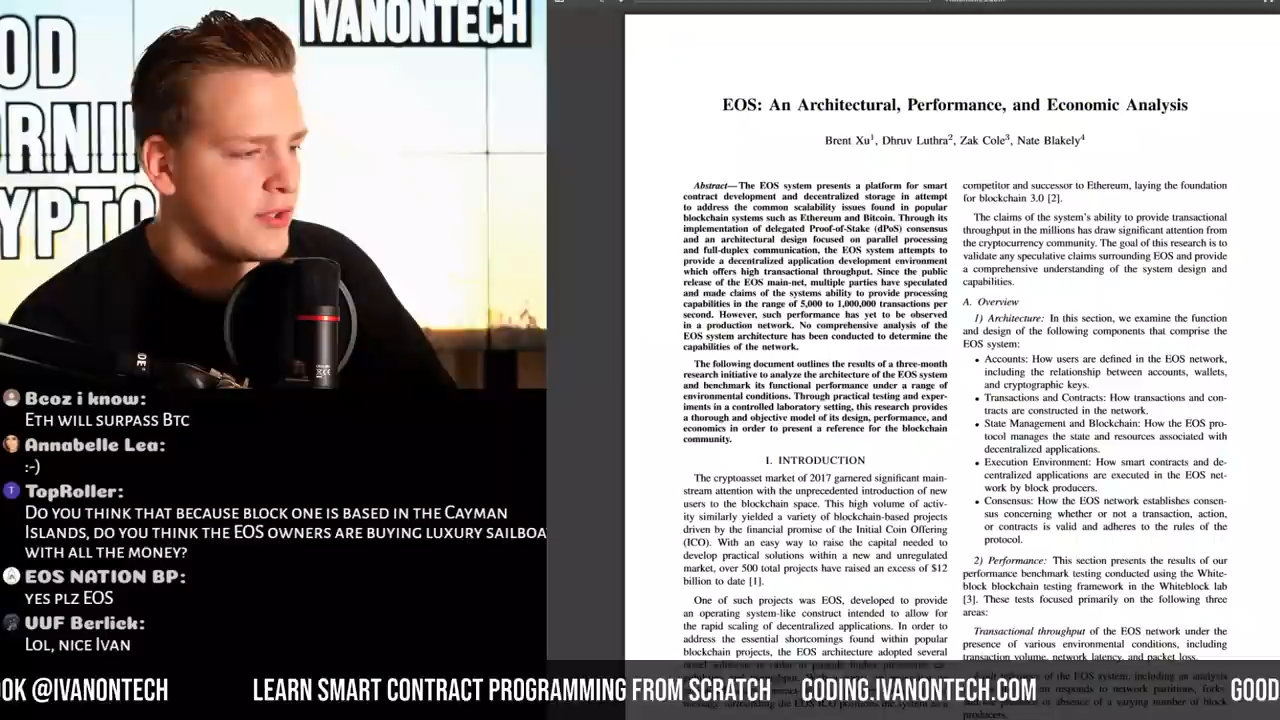 IVANONTECH
OD
RNIN
YPTO
Bcoz i know:
Eth will surpass Btc
Annabelle Lea:
:-)
T
TopRoller:
Do you think that because block one is based in the Cayman
Islands, do you think the EOS owners are buying luxury sailboa
with all the money?
EOS NATION BP:
yes plz EOS
VVF Berlick:
Lol, nice Ivan
EOS: An Architectural, Performance, and Economic Analysis
Brent Xu1, Dhruv Luthra2, Zak Cole3, Nate Blakely4
Abstract—The EOS system presents a platform for smart
contract development and decentralized storage in attempt
to address the common scalability issues found in popular
blockchain systems such as Ethereum and Bitcoin. Through its
implementation of delegated Proof-of-Stake (dPoS) consensus
and an architectural design focused on parallel processing
and full-duplex communication, the EOS system attempts to
provide a decentralized application development environment
which offers high transactional throughput. Since the public
release of the EOS main-net, multiple parties have speculated
and made claims of the systems ability to provide processing
capabilities in the range of 5,000 to 1,000,000 transactions per
second. However, such performance has yet to be observed
in a production network. No comprehensive analysis of the
EOS system architecture has been conducted to determine the
capabilities of the network.
The following document outlines the results of a three-month
research initiative to analyze the architecture of the EOS system
and benchmark its functional performance under a range of
environmental conditions. Through practical testing and exper-
iments in a controlled laboratory setting, this research provides
a thorough and objective model of its design, performance, and
economics in order to present a reference for the blockchain
community.
I. INTRODUCTION
The cryptoasset market of 2017 garnered significant main-
stream attention with the unprecedented introduction of new
users to the blockchain space. This high volume of activ-
ity similarly yielded a variety of blockchain-based projects
driven by the financial promise of the Initial Coin Offering
(ICO). With an easy way to raise the capital needed to
develop practical solutions within a new and unregulated
market, over 500 total projects have raised an excess of $12
billion to date [1].
One of such projects was EOS, developed to provide
an operating system-like construct intended to allow for
the rapid scaling of decentralized applications. In order to
address the essential shortcomings found within popular
blockchain projects, the EOS architecture adopted several
competitor and successor to Ethereum, laying the foundation
for blockchain 3.0 [2].
The claims of the system's ability to provide transactional
throughput in the millions has draw significant attention from
the cryptocurrency community. The goal of this research is to
validate any speculative claims surrounding EOS and provide
a comprehensive understanding of the system design and
capabilities.
A. Overview
1) Architecture: In this section, we examine the function
and design of the following components that comprise the
EOS system:
• Accounts: How users are defined in the EOS network,
including the relationship between accounts, wallets,
and cryptographic keys.
• Transactions and Contracts: How transactions and con-
tracts are constructed in the network.
• State Management and Blockchain: How the EOS pro-
tocol manages the state and resources associated with
decentralized applications.
• Execution Environment: How smart contracts and de-
centralized applications are executed in the EOS net-
work by block producers.
• Consensus: How the EOS network establishes consen-
sus concerning whether or not a transaction, action,
or contracts is valid and adheres to the rules of the
protocol.
2) Performance: This section presents the results of our
performance benchmark testing conducted using the White-
block blockchain testing framework in the Whiteblock lab
[3]. These tests focused primarily on the following three
areas:
Transactional throughput of the EOS network under the
presence of various environmental conditions, including
transaction volume, network latency, and packet loss.
OK @IVANONTECH LEARN SMART CONTRACT PROGRAMMING FROM SCRATCH CODING.IVANONTECH.COM GOOD